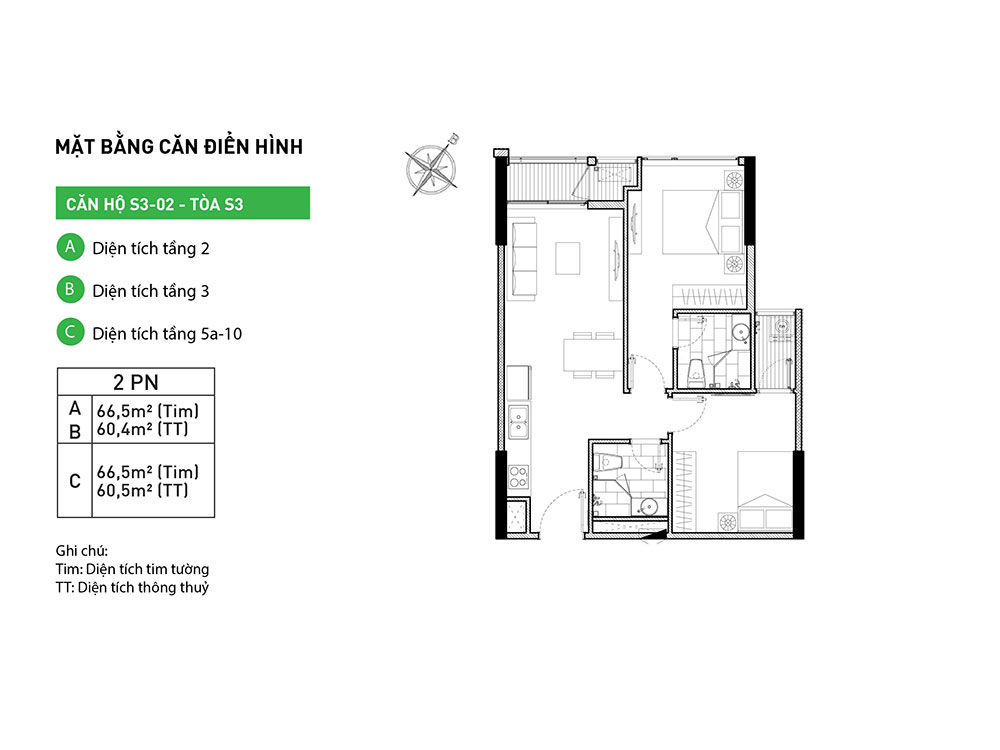 MẶT BẰNG CĂN ĐIỂN HÌNH
B
CĂN HỘ S3-02 - TÒA S3
A Diện tích tầng 2
B Diện tích tầng 3
C Diện tích tầng 5a-10
2 PN
A 66,5m² (Tim)
B 60,4m² (TT)
C 66,5m² (Tim)
60,5m² (TT)
Ghi chú:
Tim: Diện tích tim tường
TT: Diện tích thông thuỷ